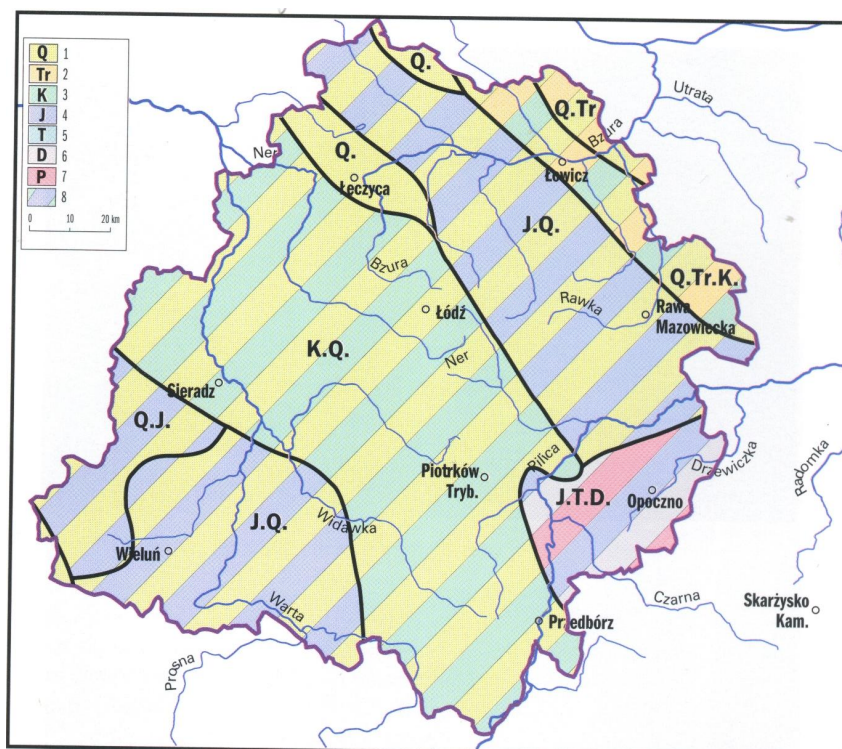 Q 1
Tr 2
K 3
J 4
T 5
D 6
P 7
8
0 10 20 km
Q.
Utrata
Q.Tr
Bzura
Ner
Q.
Łowicz
Łęczyca
J.Q.
Bzura
Q.Tr.K.
Rawka
Rawa
Mazowiecka
Łódź
K.Q.
Ner
Sieradz
Q.J.
Pilica
Drzewiczka
Radomka
Piotrków
Tryb.
J.T.D.
Opoczno
J.Q.
Widawka
Wieluń
Warta
Czarna
Skarżysko
Kam.
Przedbórz
Prosna